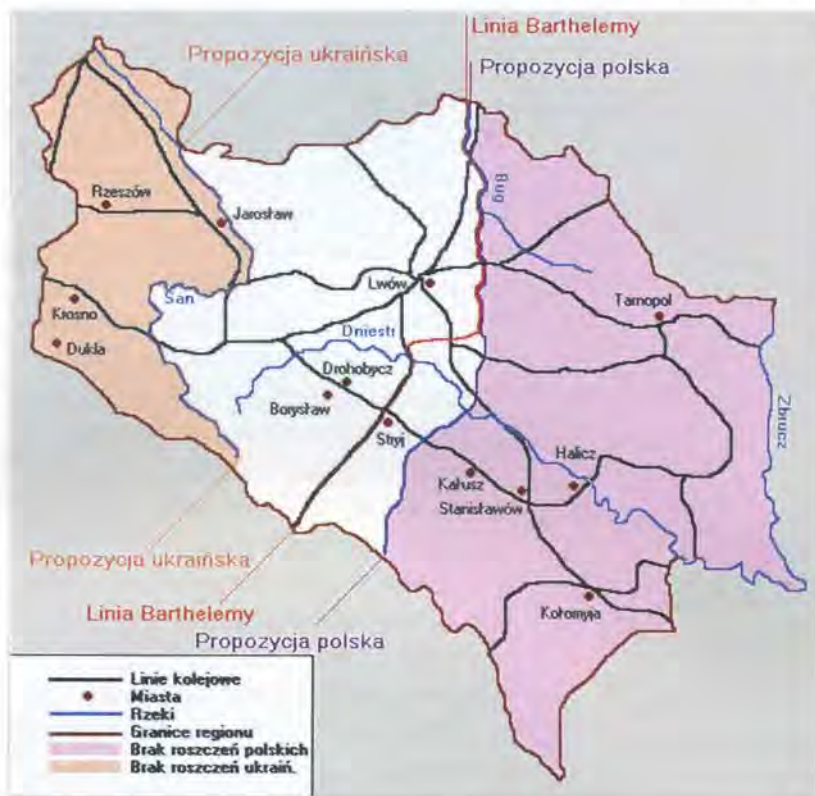 Linia Barthelemy
Propozycja ukraińska
Propozycja polska
Bug
Rzeszów
Jarosław
San
Lwów
Krosno
Tarnopol
Dukla
Dniestr
Drohobycz
Borysław
Zbrucz
Stryj
Halicz
Kałusz
Stanisławów
Propozycja ukraińska
Kołomyja
Linia Barthelemy
Propozycja polska
Linie kolejowe
Miasta
Rzeki
Granice regionu
Brak roszczeń polskich
Brak roszczeń ukraiń.